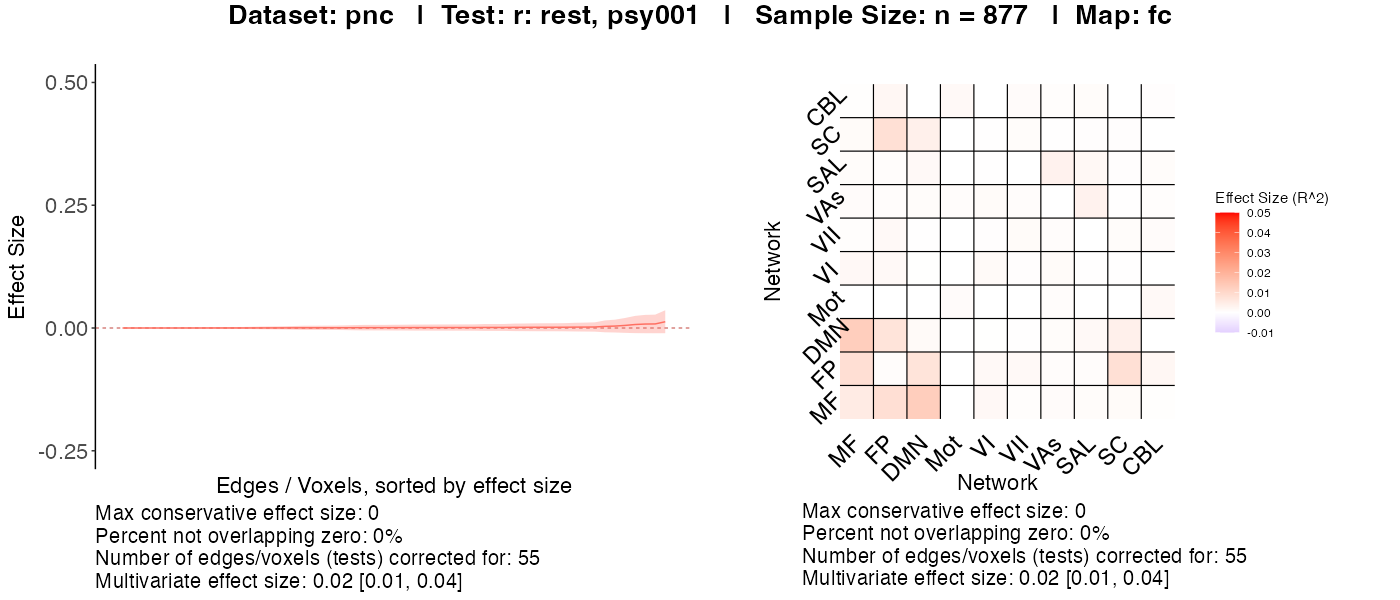 Dataset: pnc | Test: r: rest, psy001 | Sample Size: n = 877 | Map: fc
0.50
0.25
0.00
-0.25
Effect Size
Edges / Voxels, sorted by effect size
Max conservative effect size: 0
Percent not overlapping zero: 0%
Number of edges/voxels (tests) corrected for: 55
Multivariate effect size: 0.02 [0.01, 0.04]
Network
CBL
SC
SAL
VAs
VII
VI
Mot
DMN
FP
MF
MF
FP
DMN
Mot
VI
VII
VAs
SAL
SC
CBL
Network
Effect Size (R^2)
0.05
0.04
0.03
0.02
0.01
0.00
-0.01
Max conservative effect size: 0
Percent not overlapping zero: 0%
Number of edges/voxels (tests) corrected for: 55
Multivariate effect size: 0.02 [0.01, 0.04]